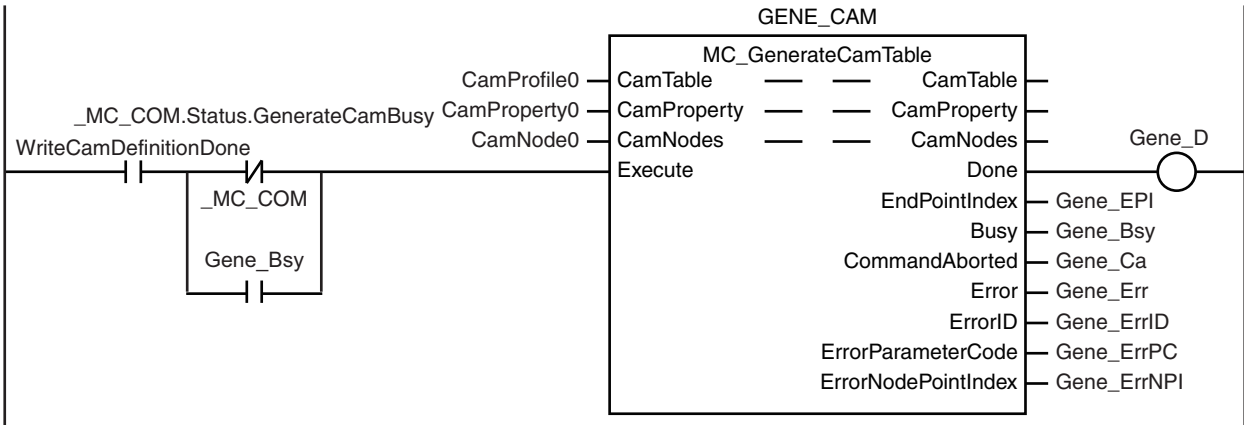 GENE_CAM
MC_GenerateCamTable
CamProfile0 CamTable CamTable
_MC_COM.Status.GenerateCamBusy CamProperty0 CamProperty CamProperty
WriteCamDefinitionDone CamNode0 CamNodes CamNodes Gene_D
Execute Done
_MC_COM EndPointIndex Gene_EPI
Busy Gene_Bsy
Gene_Bsy CommandAborted Gene_Ca
Error Gene_Err
ErrorID Gene_ErrID
ErrorParameterCode Gene_ErrPC
ErrorNodePointIndex Gene_ErrNPI